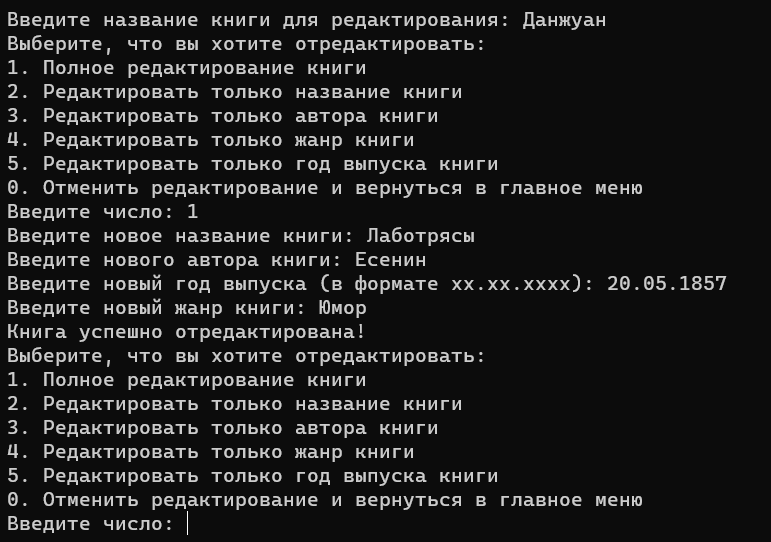 Введите название книги для редактирования: Данжуан
Выберите, что вы хотите отредактировать:
1. Полное редактирование книги
2. Редактировать только название книги
3. Редактировать только автора книги
4. Редактировать только жанр книги
5. Редактировать только год выпуска книги
0. Отменить редактирование и вернуться в главное меню
Введите число: 1
Введите новое название книги: Лаботрясы
Введите нового автора книги: Есенин
Введите новый год выпуска (в формате xx.xx.xxxx): 20.05.1857
Введите новый жанр книги: Юмор
Книга успешно отредактирована!
Выберите, что вы хотите отредактировать:
1. Полное редактирование книги
2. Редактировать только название книги
3. Редактировать только автора книги
4. Редактировать только жанр книги
5. Редактировать только год выпуска книги
0. Отменить редактирование и вернуться в главное меню
Введите число: